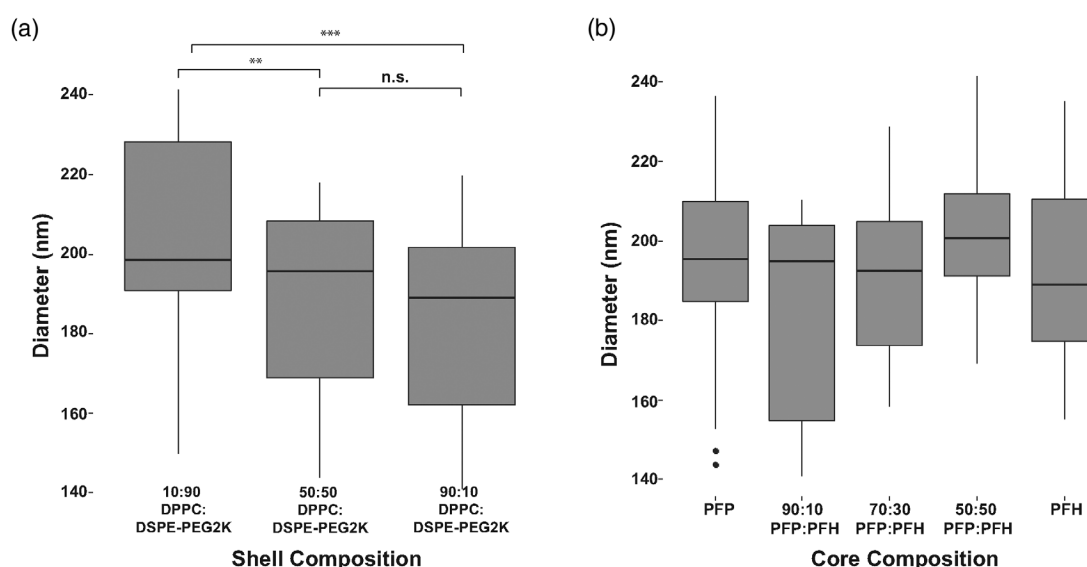 (a)
***
**
n.s.
240-
220-
200-
180-
160-
140-
Diameter (nm)
10:90
DPPC:
DSPE-PEG2K
50:50
DPPC:
DSPE-PEG2K
90:10
DPPC:
DSPE-PEG2K
Shell Composition
(b)
240-
220-
200-
180-
160-
140-
Diameter (nm)
PFP
90:10
PFP:PFH
70:30
PFP:PFH
50:50
PFP:PFH
PFH
Core Composition